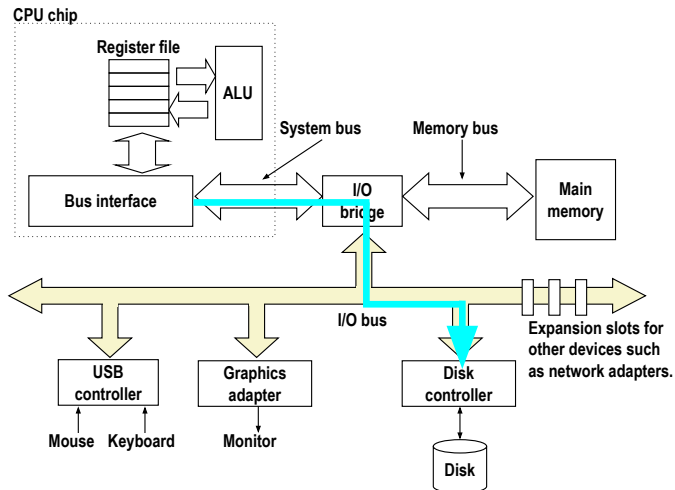 CPU chip
Register file
ALU
System bus
Memory bus
Bus interface
I/O
bridge
Main
memory
I/O bus
Expansion slots for
other devices such
as network adapters.
USB
controller
Graphics
adapter
Disk
controller
Mouse
Keyboard
Monitor
Disk